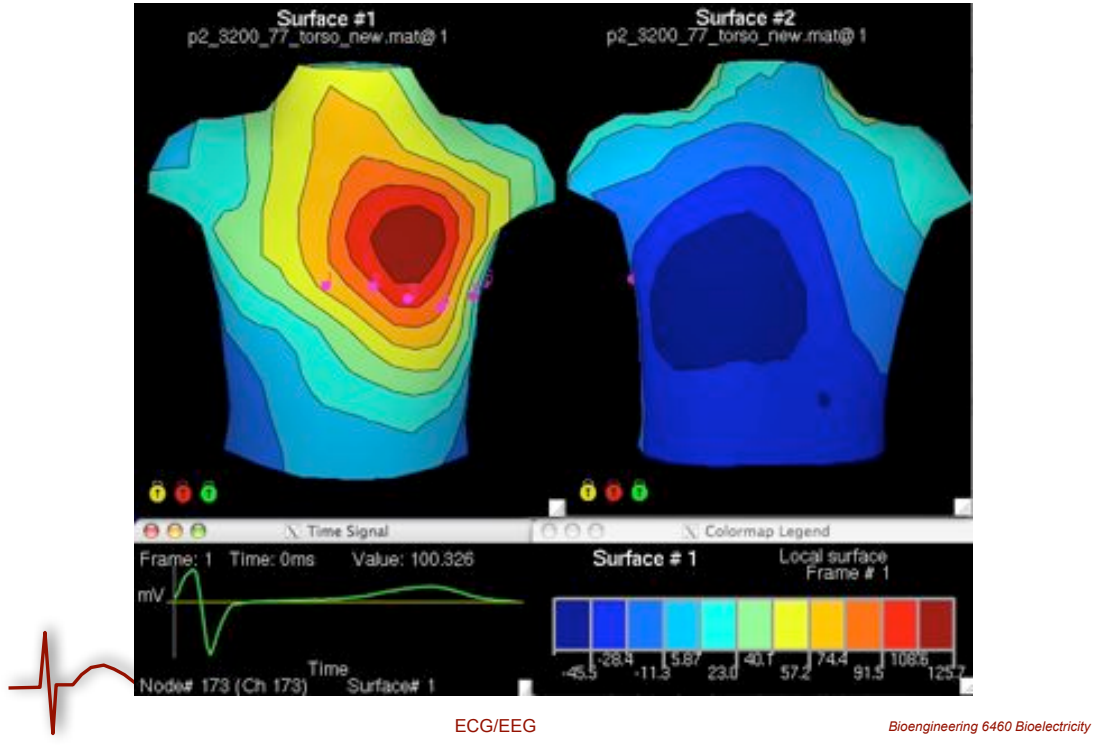 Surface #1
p2_3200_77_torso_new.mat@ 1
Surface #2
p2_3200_77_torso_new.mat@ 1
Time Signal
Frame: 1 Time: 0ms Value: 100.326
mV
Time
Node# 173 (Ch 173) Surface# 1
Colormap Legend
Surface # 1
Local surface
Frame # 1
-28.4 5.87 40.1 74.4 108.6
-45.5 -11.3 23.0 57.2 91.5 125.7
ECG/EEG
Bioengineering 6460 Bioelectricity